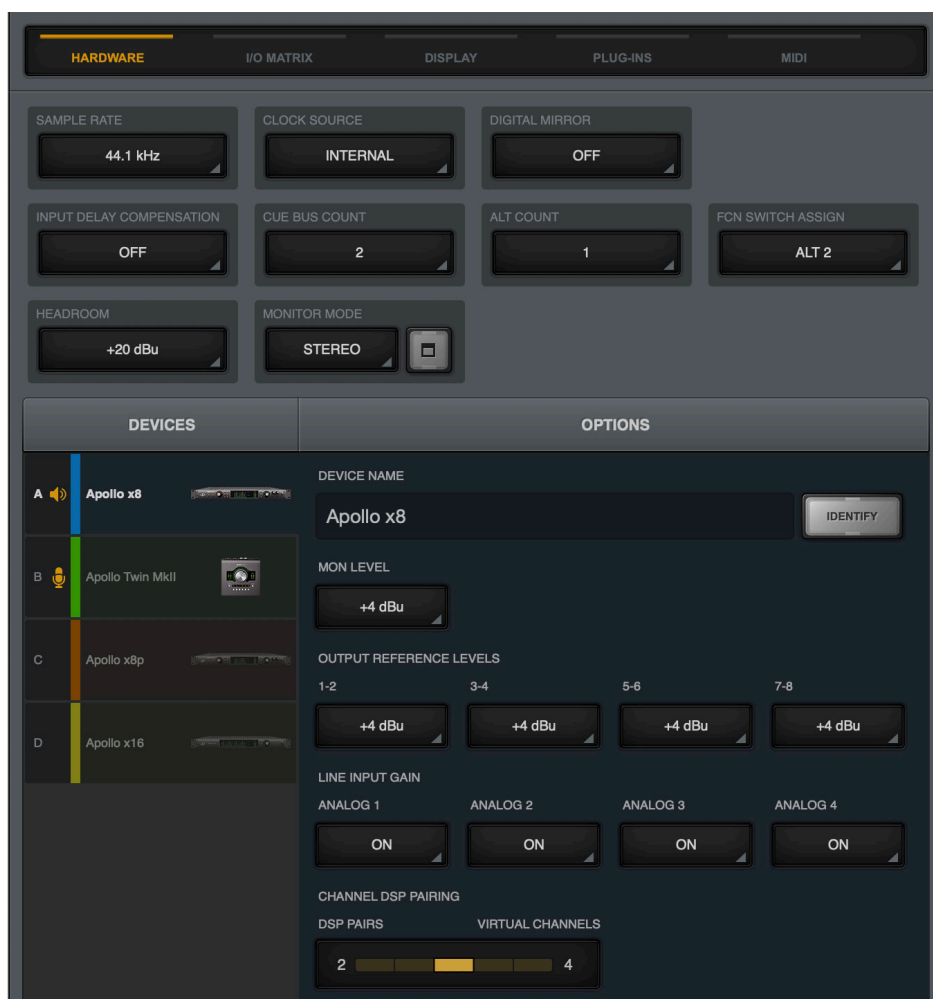 HARDWARE I/O MATRIX DISPLAY PLUG-INS MIDI
SAMPLE RATE CLOCK SOURCE DIGITAL MIRROR
44.1 kHz INTERNAL OFF
INPUT DELAY COMPENSATION CUE BUS COUNT ALT COUNT FCN SWITCH ASSIGN
OFF 2 1 ALT 2
HEADROOM MONITOR MODE
+20 dBu STEREO
DEVICES OPTIONS
A Apollo x8
B Apollo Twin MkII
C Apollo x8p
D Apollo x16
DEVICE NAME
Apollo x8 IDENTIFY
MON LEVEL
+4 dBu
OUTPUT REFERENCE LEVELS
1-2 3-4 5-6 7-8
+4 dBu +4 dBu +4 dBu +4 dBu
LINE INPUT GAIN
ANALOG 1 ANALOG 2 ANALOG 3 ANALOG 4
ON ON ON ON
CHANNEL DSP PAIRING
DSP PAIRS VIRTUAL CHANNELS
2 4